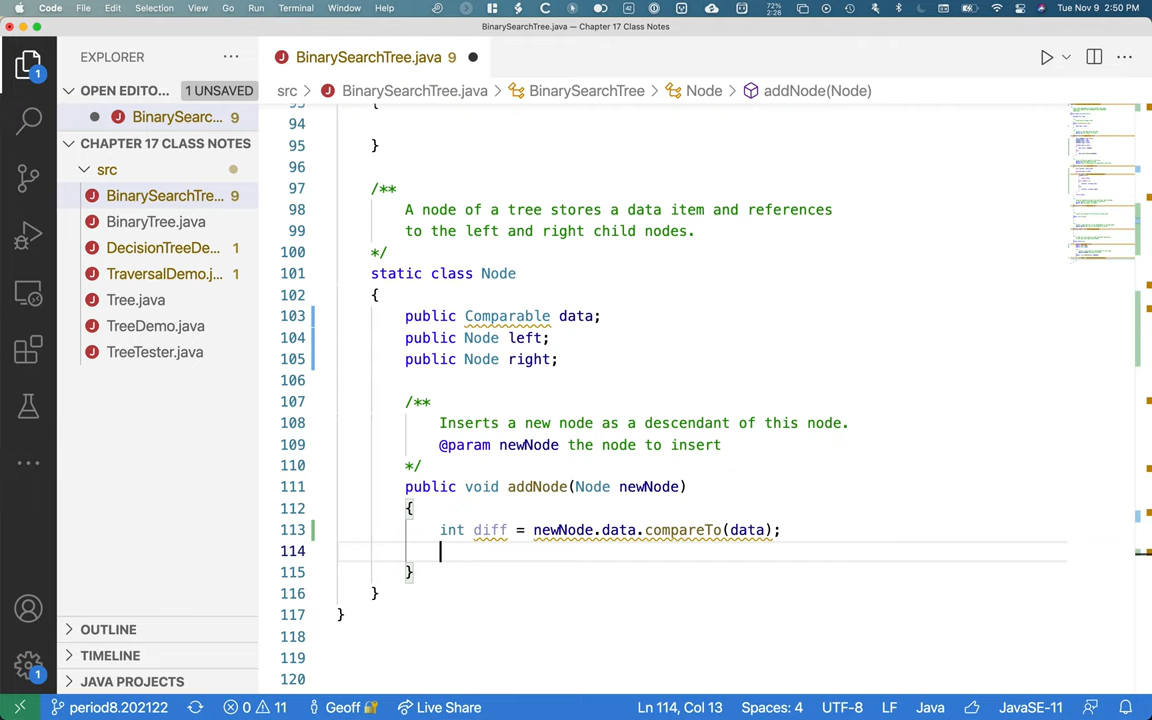 Code File Edit Selection View Go Run Terminal Window Help 72% 2:28 Tue Nov 9 2:50 PM
BinarySearchTree.java — Chapter 17 Class Notes
EXPLORER
BinarySearchTree.java 9
OPEN EDITO... 1 UNSAVED
src > BinarySearchTree.java > BinarySearchTree > Node > addNode(Node)
BinarySearc... 9
CHAPTER 17 CLASS NOTES
src
BinarySearchTre... 9
BinaryTree.java
DecisionTreeDe... 1
TraversalDemo.j... 1
Tree.java
TreeDemo.java
TreeTester.java
OUTLINE
TIMELINE
JAVA PROJECTS
1
1
93 {
94
95 }
96
97 /**
98 A node of a tree stores a data item and references
99 to the left and right child nodes.
100 */
101 static class Node
102 {
103 public Comparable data;
104 public Node left;
105 public Node right;
106
107 /**
108 Inserts a new node as a descendant of this node.
109 @param newNode the node to insert
110 */
111 public void addNode(Node newNode)
112 {
113 int diff = newNode.data.compareTo(data);
114
115 }
116 }
117 }
118
119
120
period8.202122 0 11 Geoff Live Share Ln 114, Col 13 Spaces: 4 UTF-8 LF Java JavaSE-11